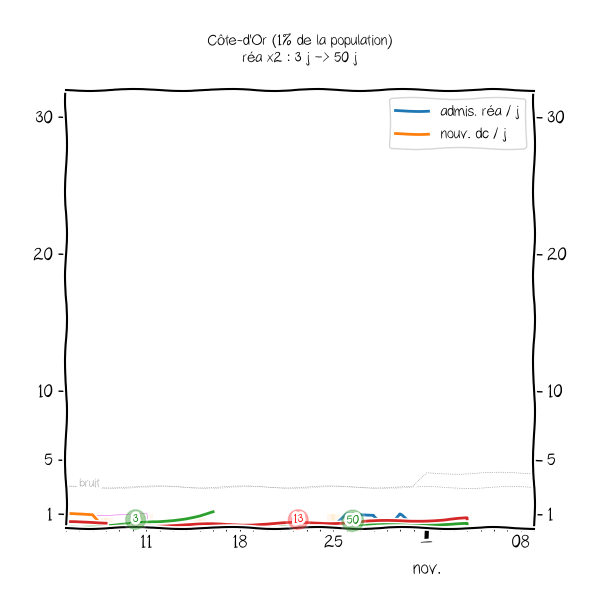 Côte-d'Or (1% de la population)
réa x2 : 3 j -> 50 j
admis. réa / j
nouv. dc / j
30
30
20
20
10
10
5
5
bruit
1
3
13
50
1
11
18
25
08
nov.